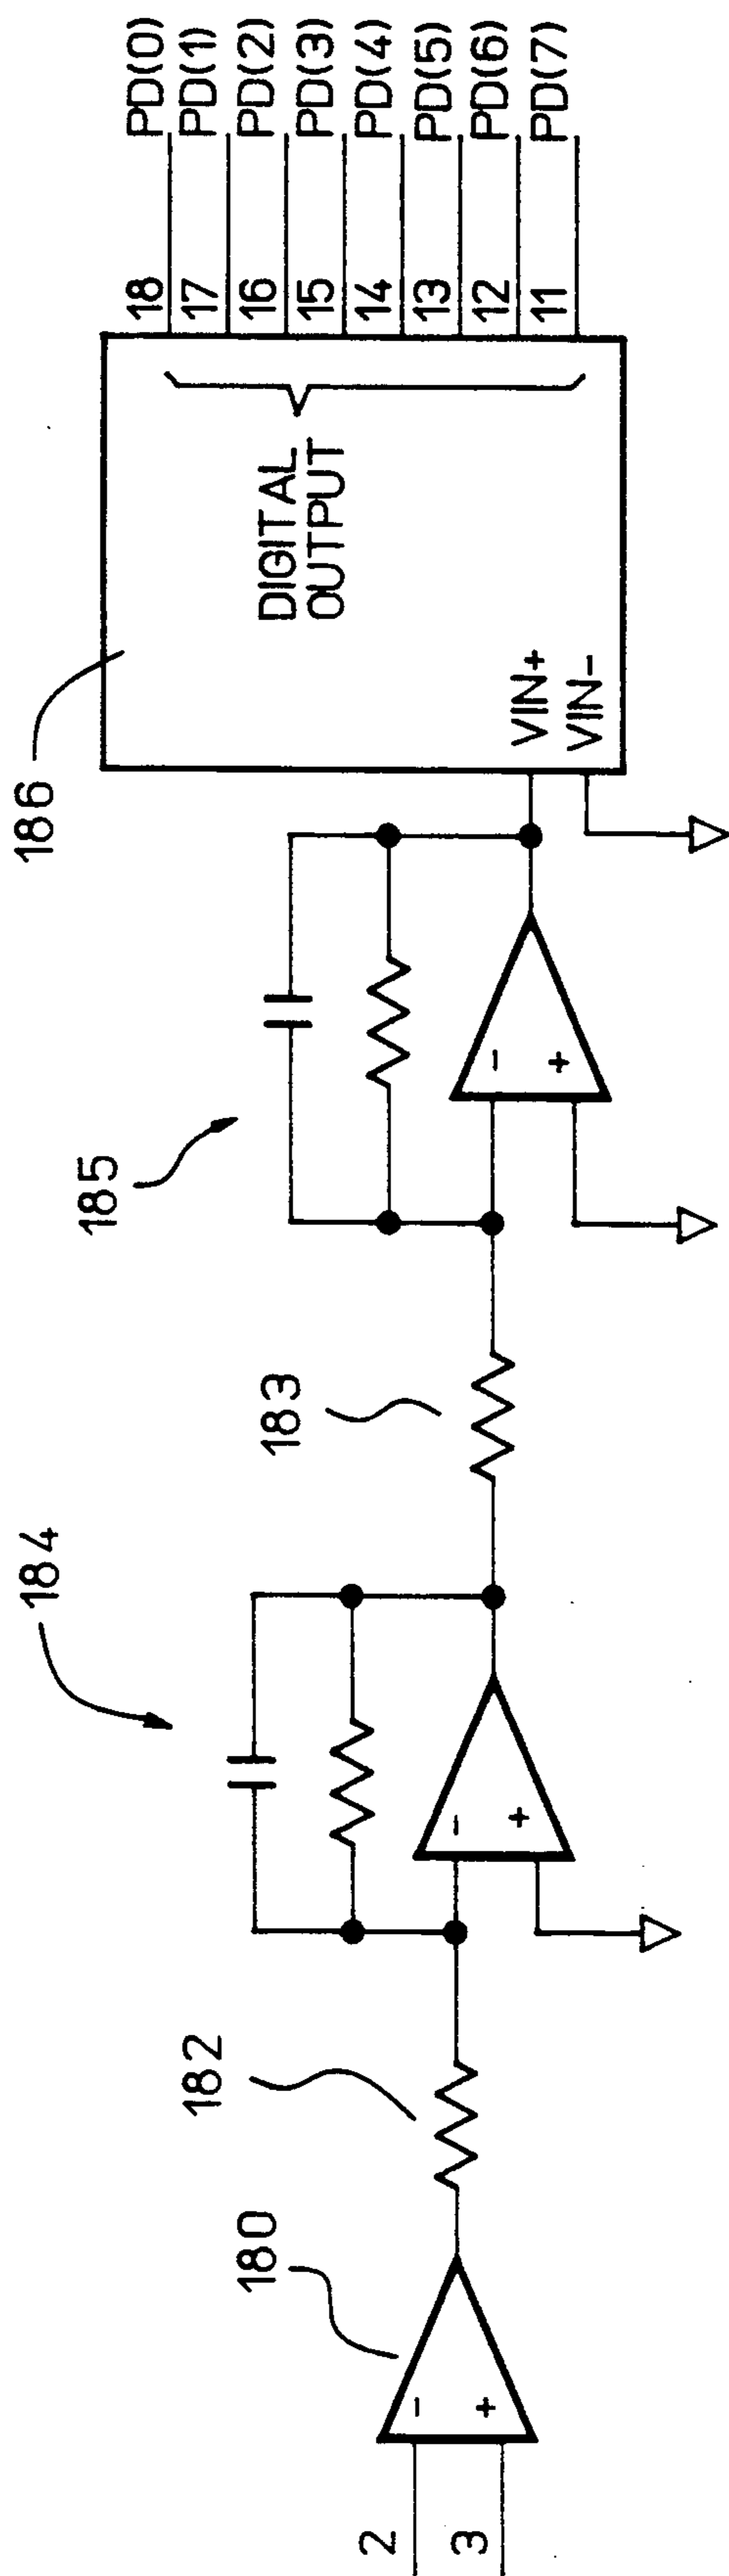 186
18 PD(0)
17 PD(1)
16 PD(2)
15 PD(3)
14 PD(4)
13 PD(5)
12 PD(6)
11 PD(7)
DIGITAL
OUTPUT
VIN+
VIN-
185
- 
+
183
184
-
+
182
180
2 -
3 +